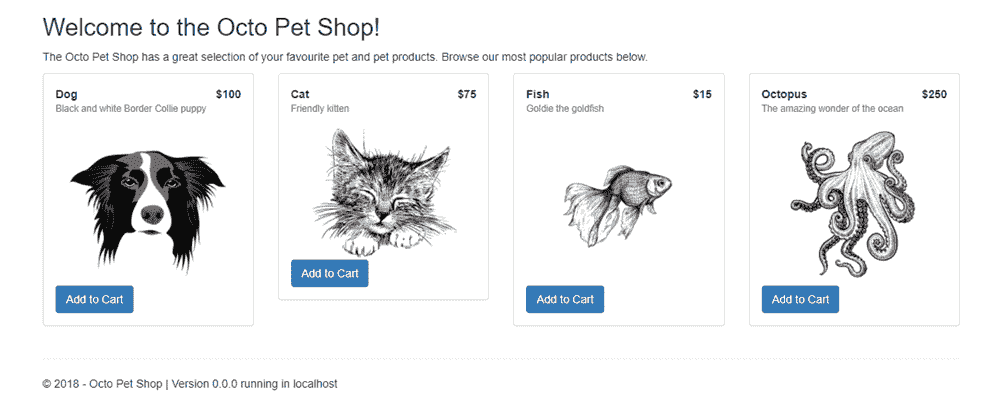 Welcome to the Octo Pet Shop!
The Octo Pet Shop has a great selection of your favourite pet and pet products. Browse our most popular products below.
Dog $100
Black and white Border Collie puppy
Add to Cart
Cat $75
Friendly kitten
Add to Cart
Fish $15
Goldie the goldfish
Add to Cart
Octopus $250
The amazing wonder of the ocean
Add to Cart
© 2018 - Octo Pet Shop | Version 0.0.0 running in localhost